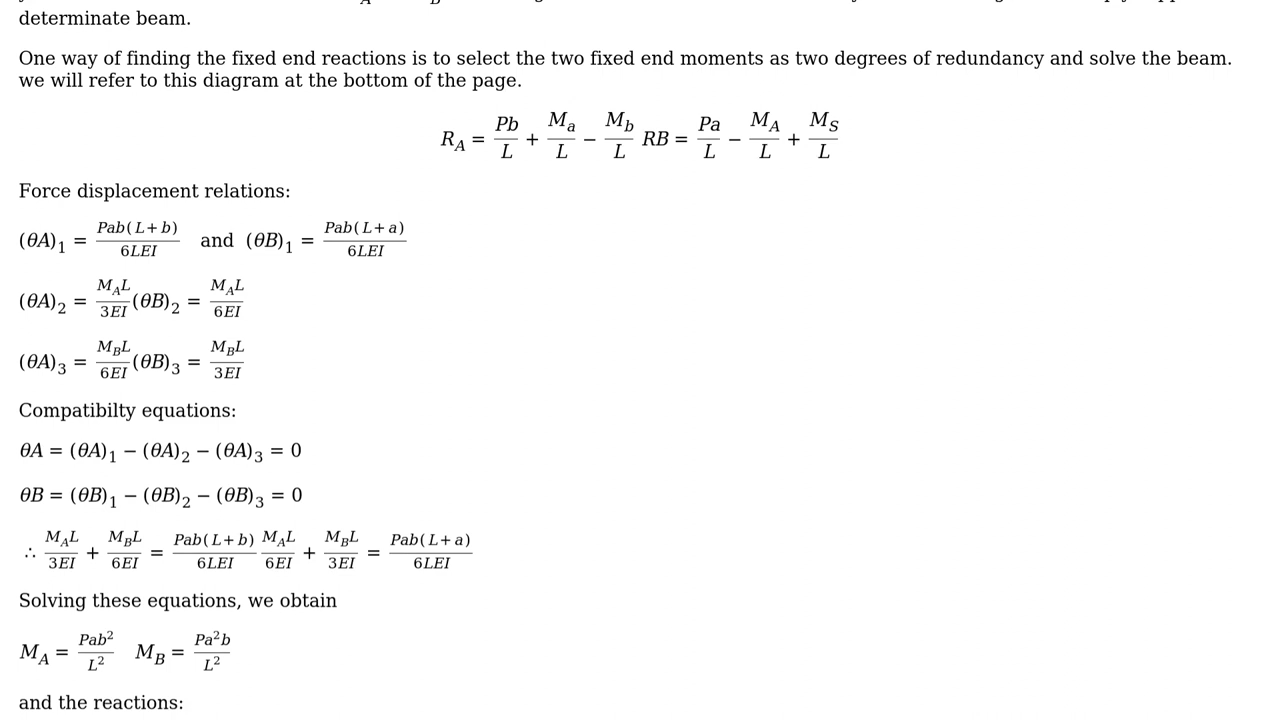 determinate beam.
One way of finding the fixed end reactions is to select the two fixed end moments as two degrees of redundancy and solve the beam.
we will refer to this diagram at the bottom of the page.
R_A = Pb/L + M_a/L − M_b/L RB = Pa/L − M_A/L + M_S/L
Force displacement relations:
(θA)_1 = Pab(L+b)/6LEI and (θB)_1 = Pab(L+a)/6LEI
(θA)_2 = M_AL/3EI (θB)_2 = M_AL/6EI
(θA)_3 = M_BL/6EI (θB)_3 = M_BL/3EI
Compatibilty equations:
θA = (θA)_1 − (θA)_2 − (θA)_3 = 0
θB = (θB)_1 − (θB)_2 − (θB)_3 = 0
∴ M_AL/3EI + M_BL/6EI = Pab(L+b)/6LEI M_AL/6EI + M_BL/3EI = Pab(L+a)/6LEI
Solving these equations, we obtain
M_A = Pab²/L² M_B = Pa²b/L²
and the reactions: